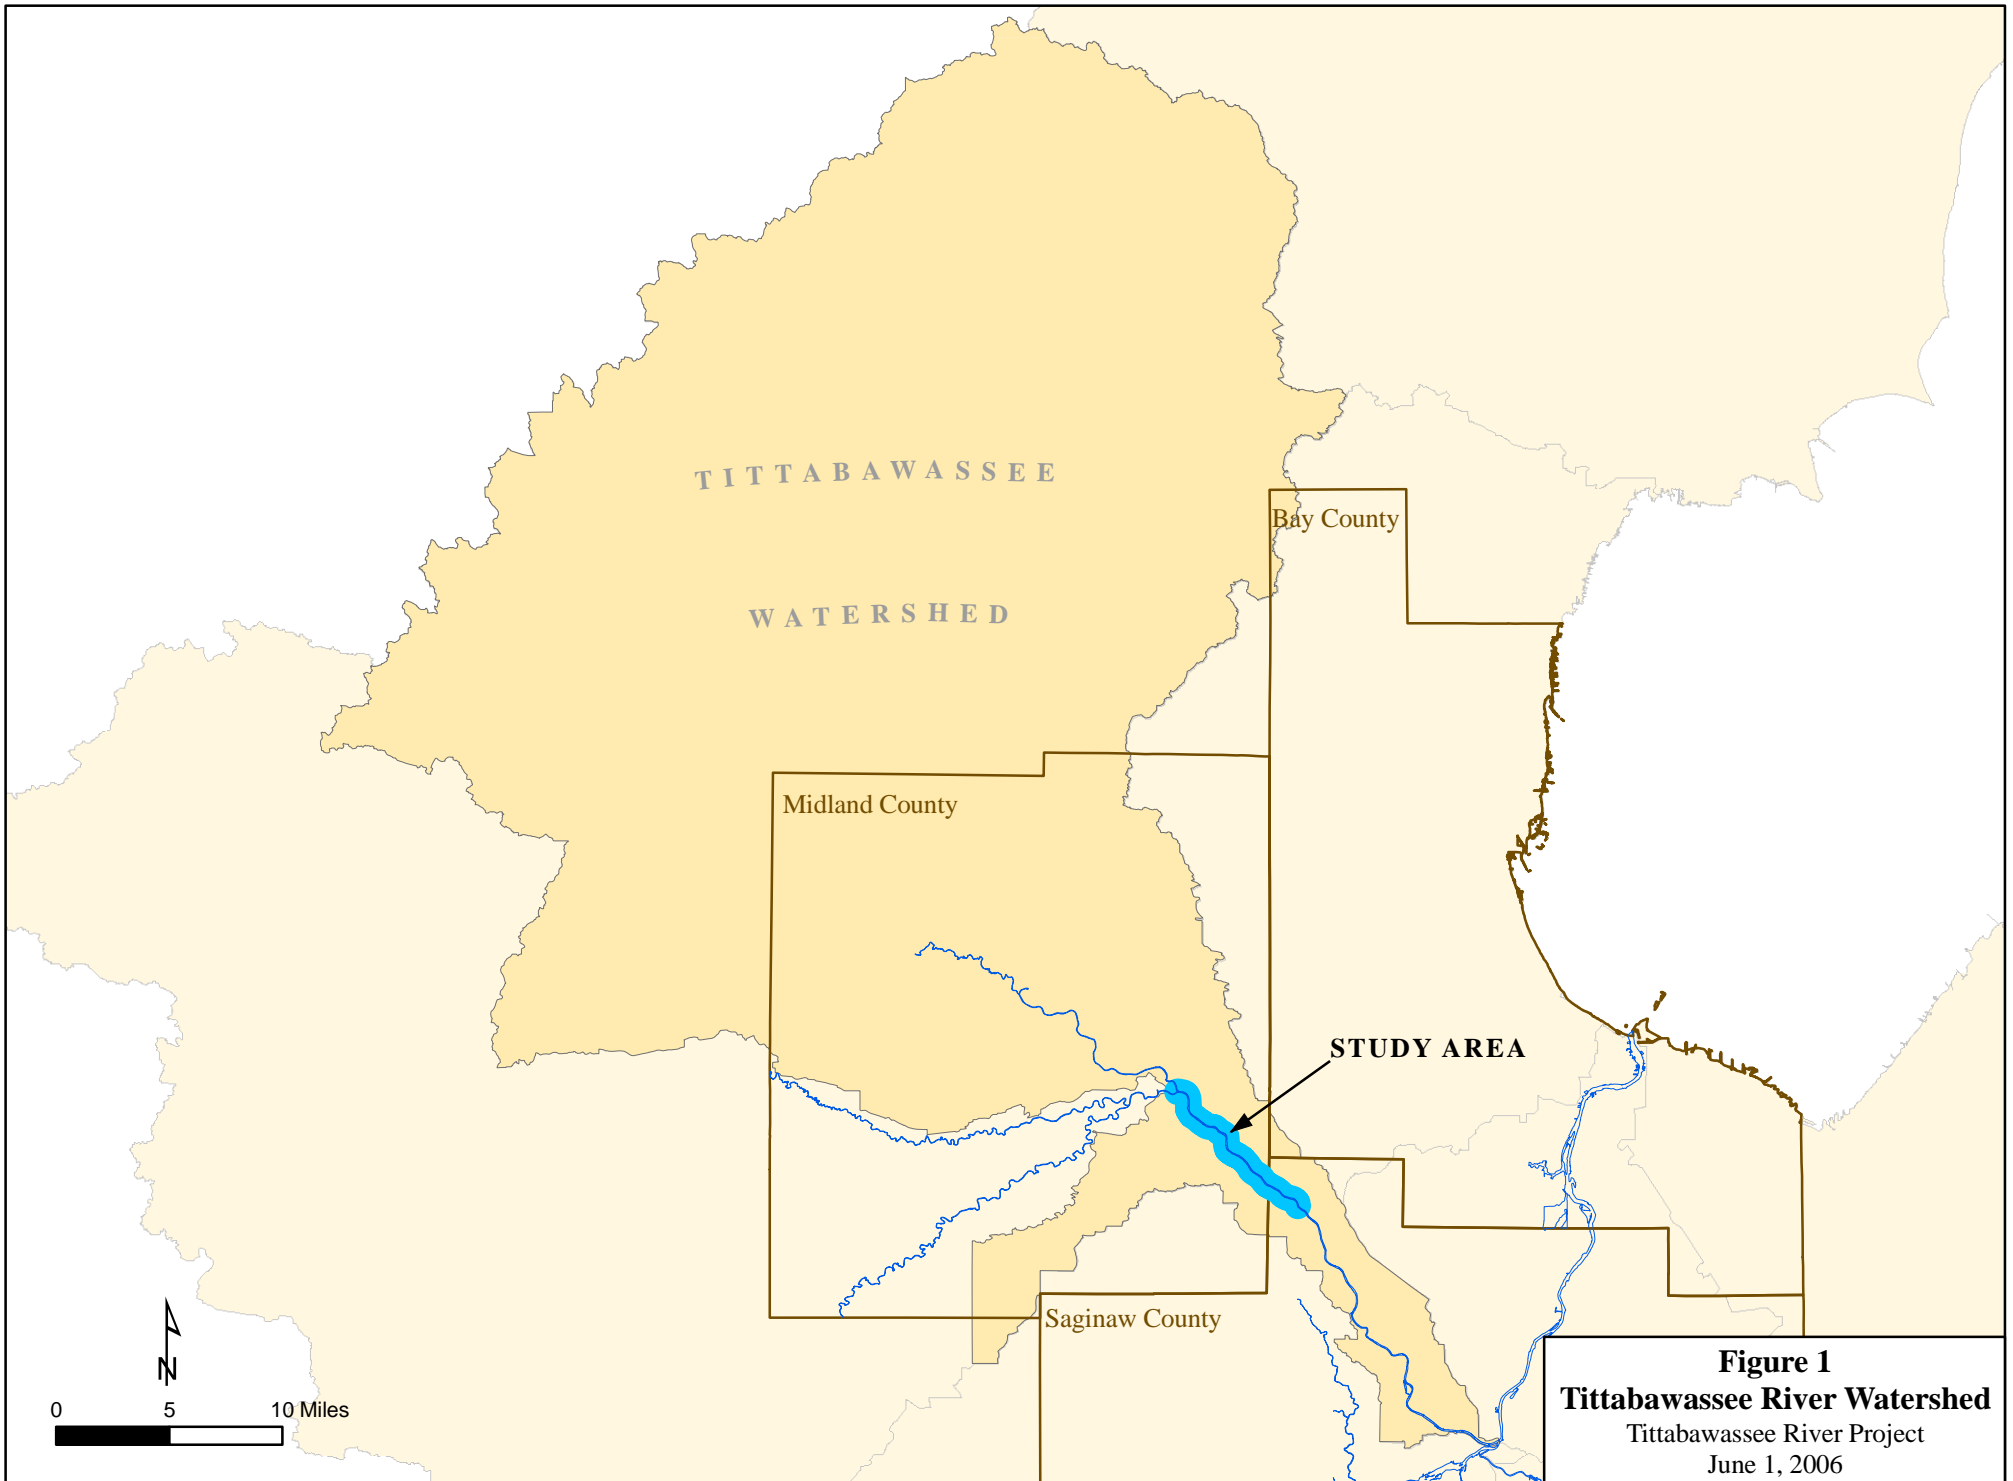 TITTABAWASSEE
Bay County
WATERSHED
Midland County
STUDY AREA
Saginaw County
N
0 5 10 Miles
Figure 1
Tittabawassee River Watershed
Tittabawassee River Project
June 1, 2006